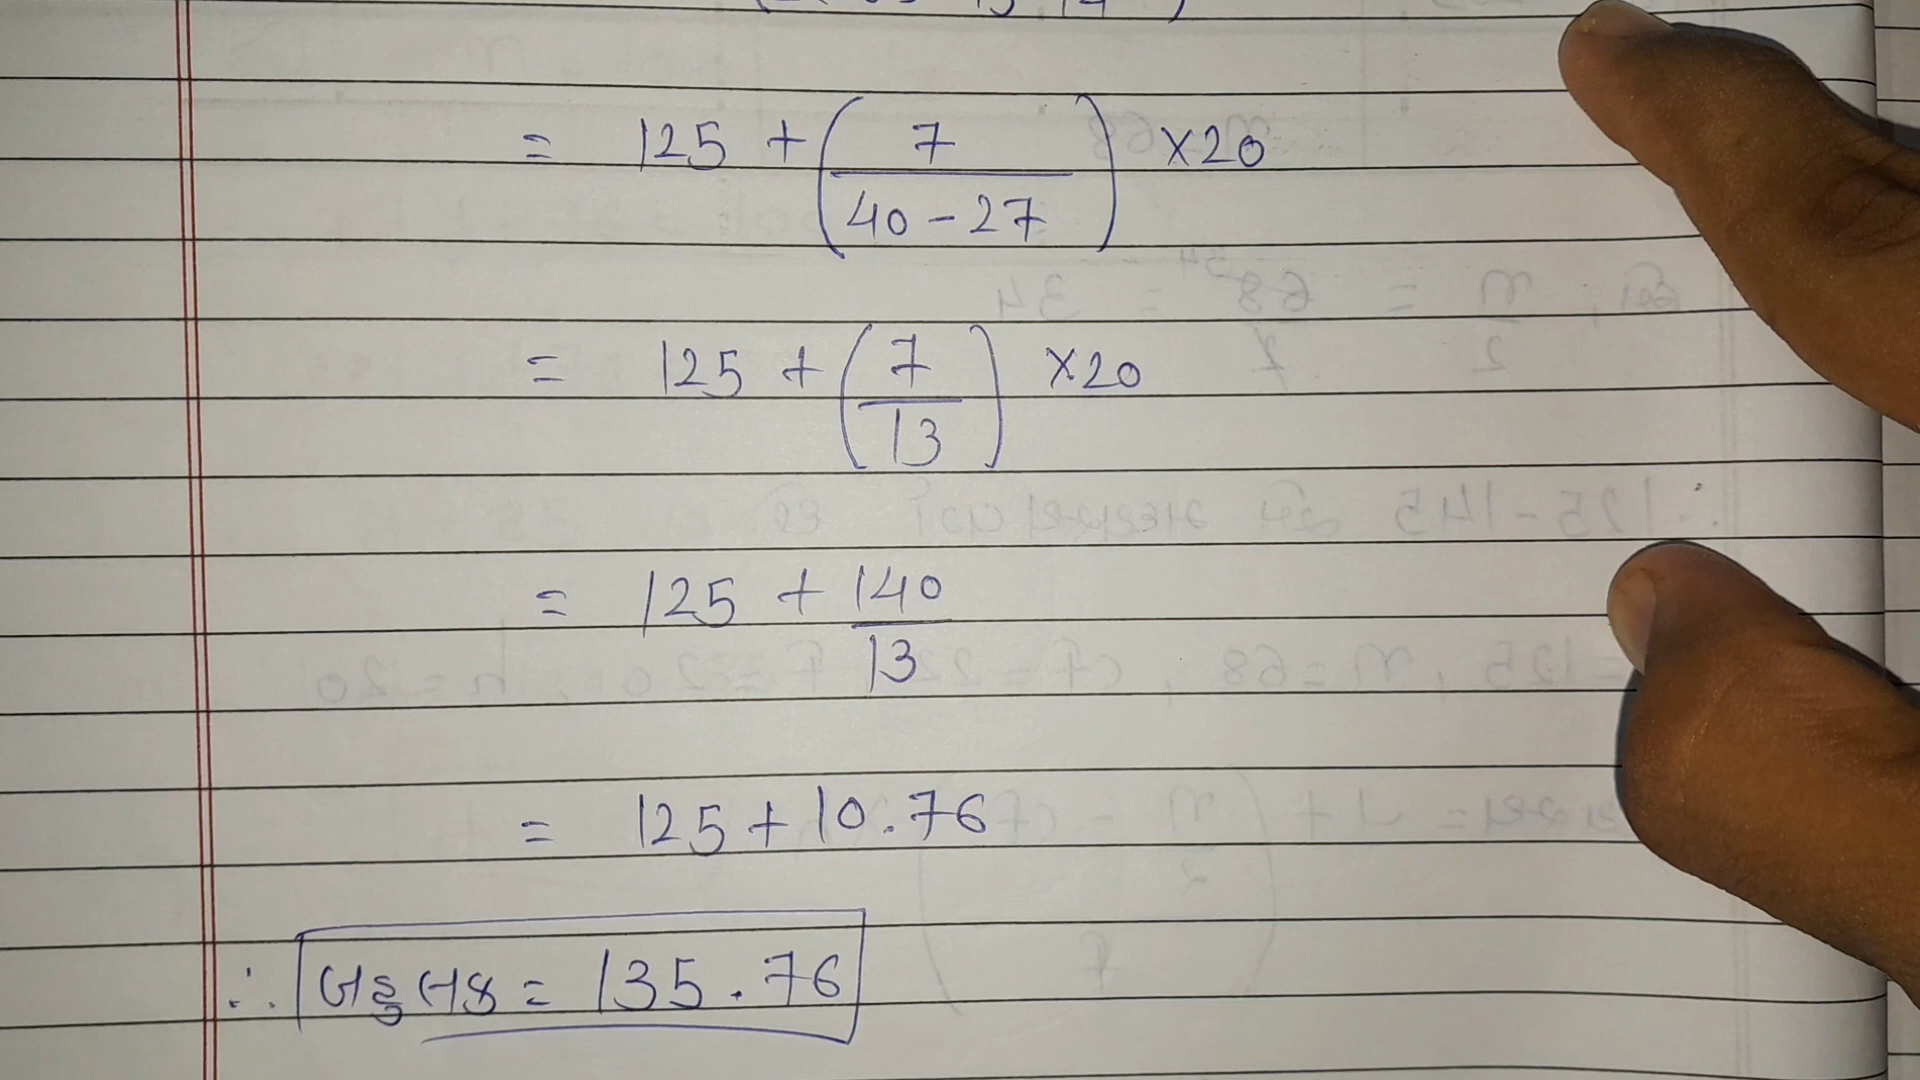 = 125 + (7 / 40 - 27) × 20
= 125 + (7 / 13) × 20
= 125 + 140 / 13
= 125 + 10.76
∴ બહુલક = 135.76